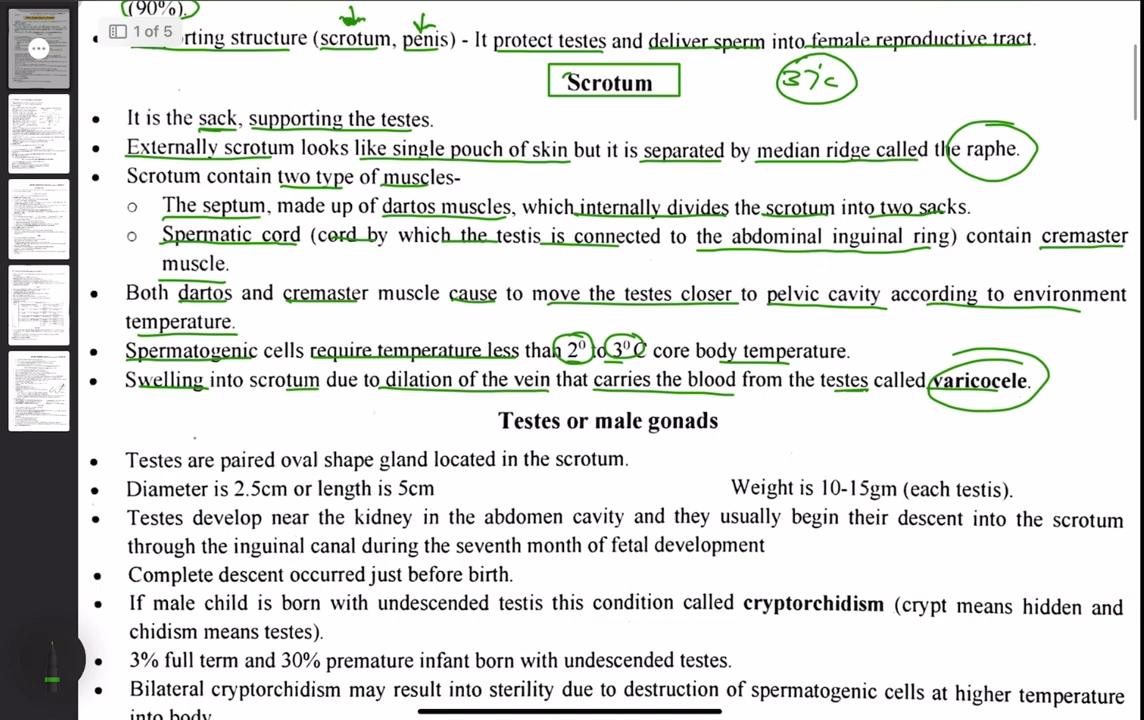 (90%).
1 of 5
rting structure (scrotum, penis) - It protect testes and deliver sperm into female reproductive tract.
Scrotum
37°c
• It is the sack, supporting the testes.
• Externally scrotum looks like single pouch of skin but it is separated by median ridge called the raphe.
• Scrotum contain two type of muscles-
o The septum, made up of dartos muscles, which internally divides the scrotum into two sacks.
o Spermatic cord (cord by which the testis is connected to the abdominal inguinal ring) contain cremaster
muscle.
• Both dartos and cremaster muscle cause to move the testes closer to pelvic cavity according to environment
temperature.
• Spermatogenic cells require temperature less than 2⁰ to 3⁰C core body temperature.
• Swelling into scrotum due to dilation of the vein that carries the blood from the testes called varicocele.
Testes or male gonads
• Testes are paired oval shape gland located in the scrotum.
• Diameter is 2.5cm or length is 5cm Weight is 10-15gm (each testis).
• Testes develop near the kidney in the abdomen cavity and they usually begin their descent into the scrotum
through the inguinal canal during the seventh month of fetal development
• Complete descent occurred just before birth.
• If male child is born with undescended testis this condition called cryptorchidism (crypt means hidden and
chidism means testes).
• 3% full term and 30% premature infant born with undescended testes.
• Bilateral cryptorchidism may result into sterility due to destruction of spermatogenic cells at higher temperature
into body